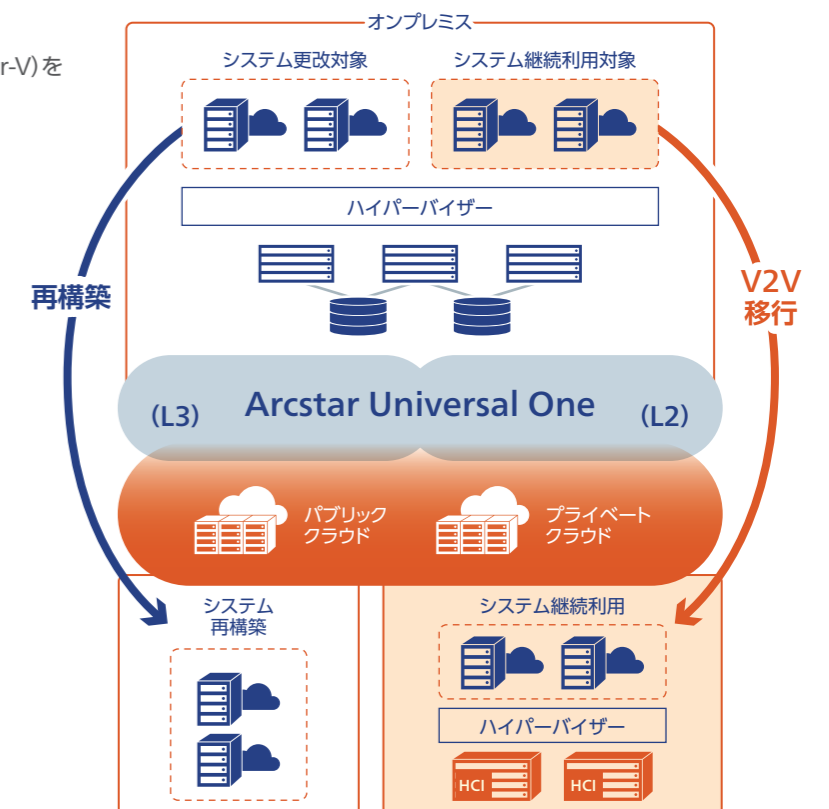 オンプレミス
r-V）を
システム更改対象
システム継続利用対象
ハイパーバイザー
再構築
V2V
移行
（L3）
Arcstar Universal One
（L2）
パブリック
クラウド
プライベート
クラウド
システム
再構築
システム継続利用
ハイパーバイザー
HCI
HCI